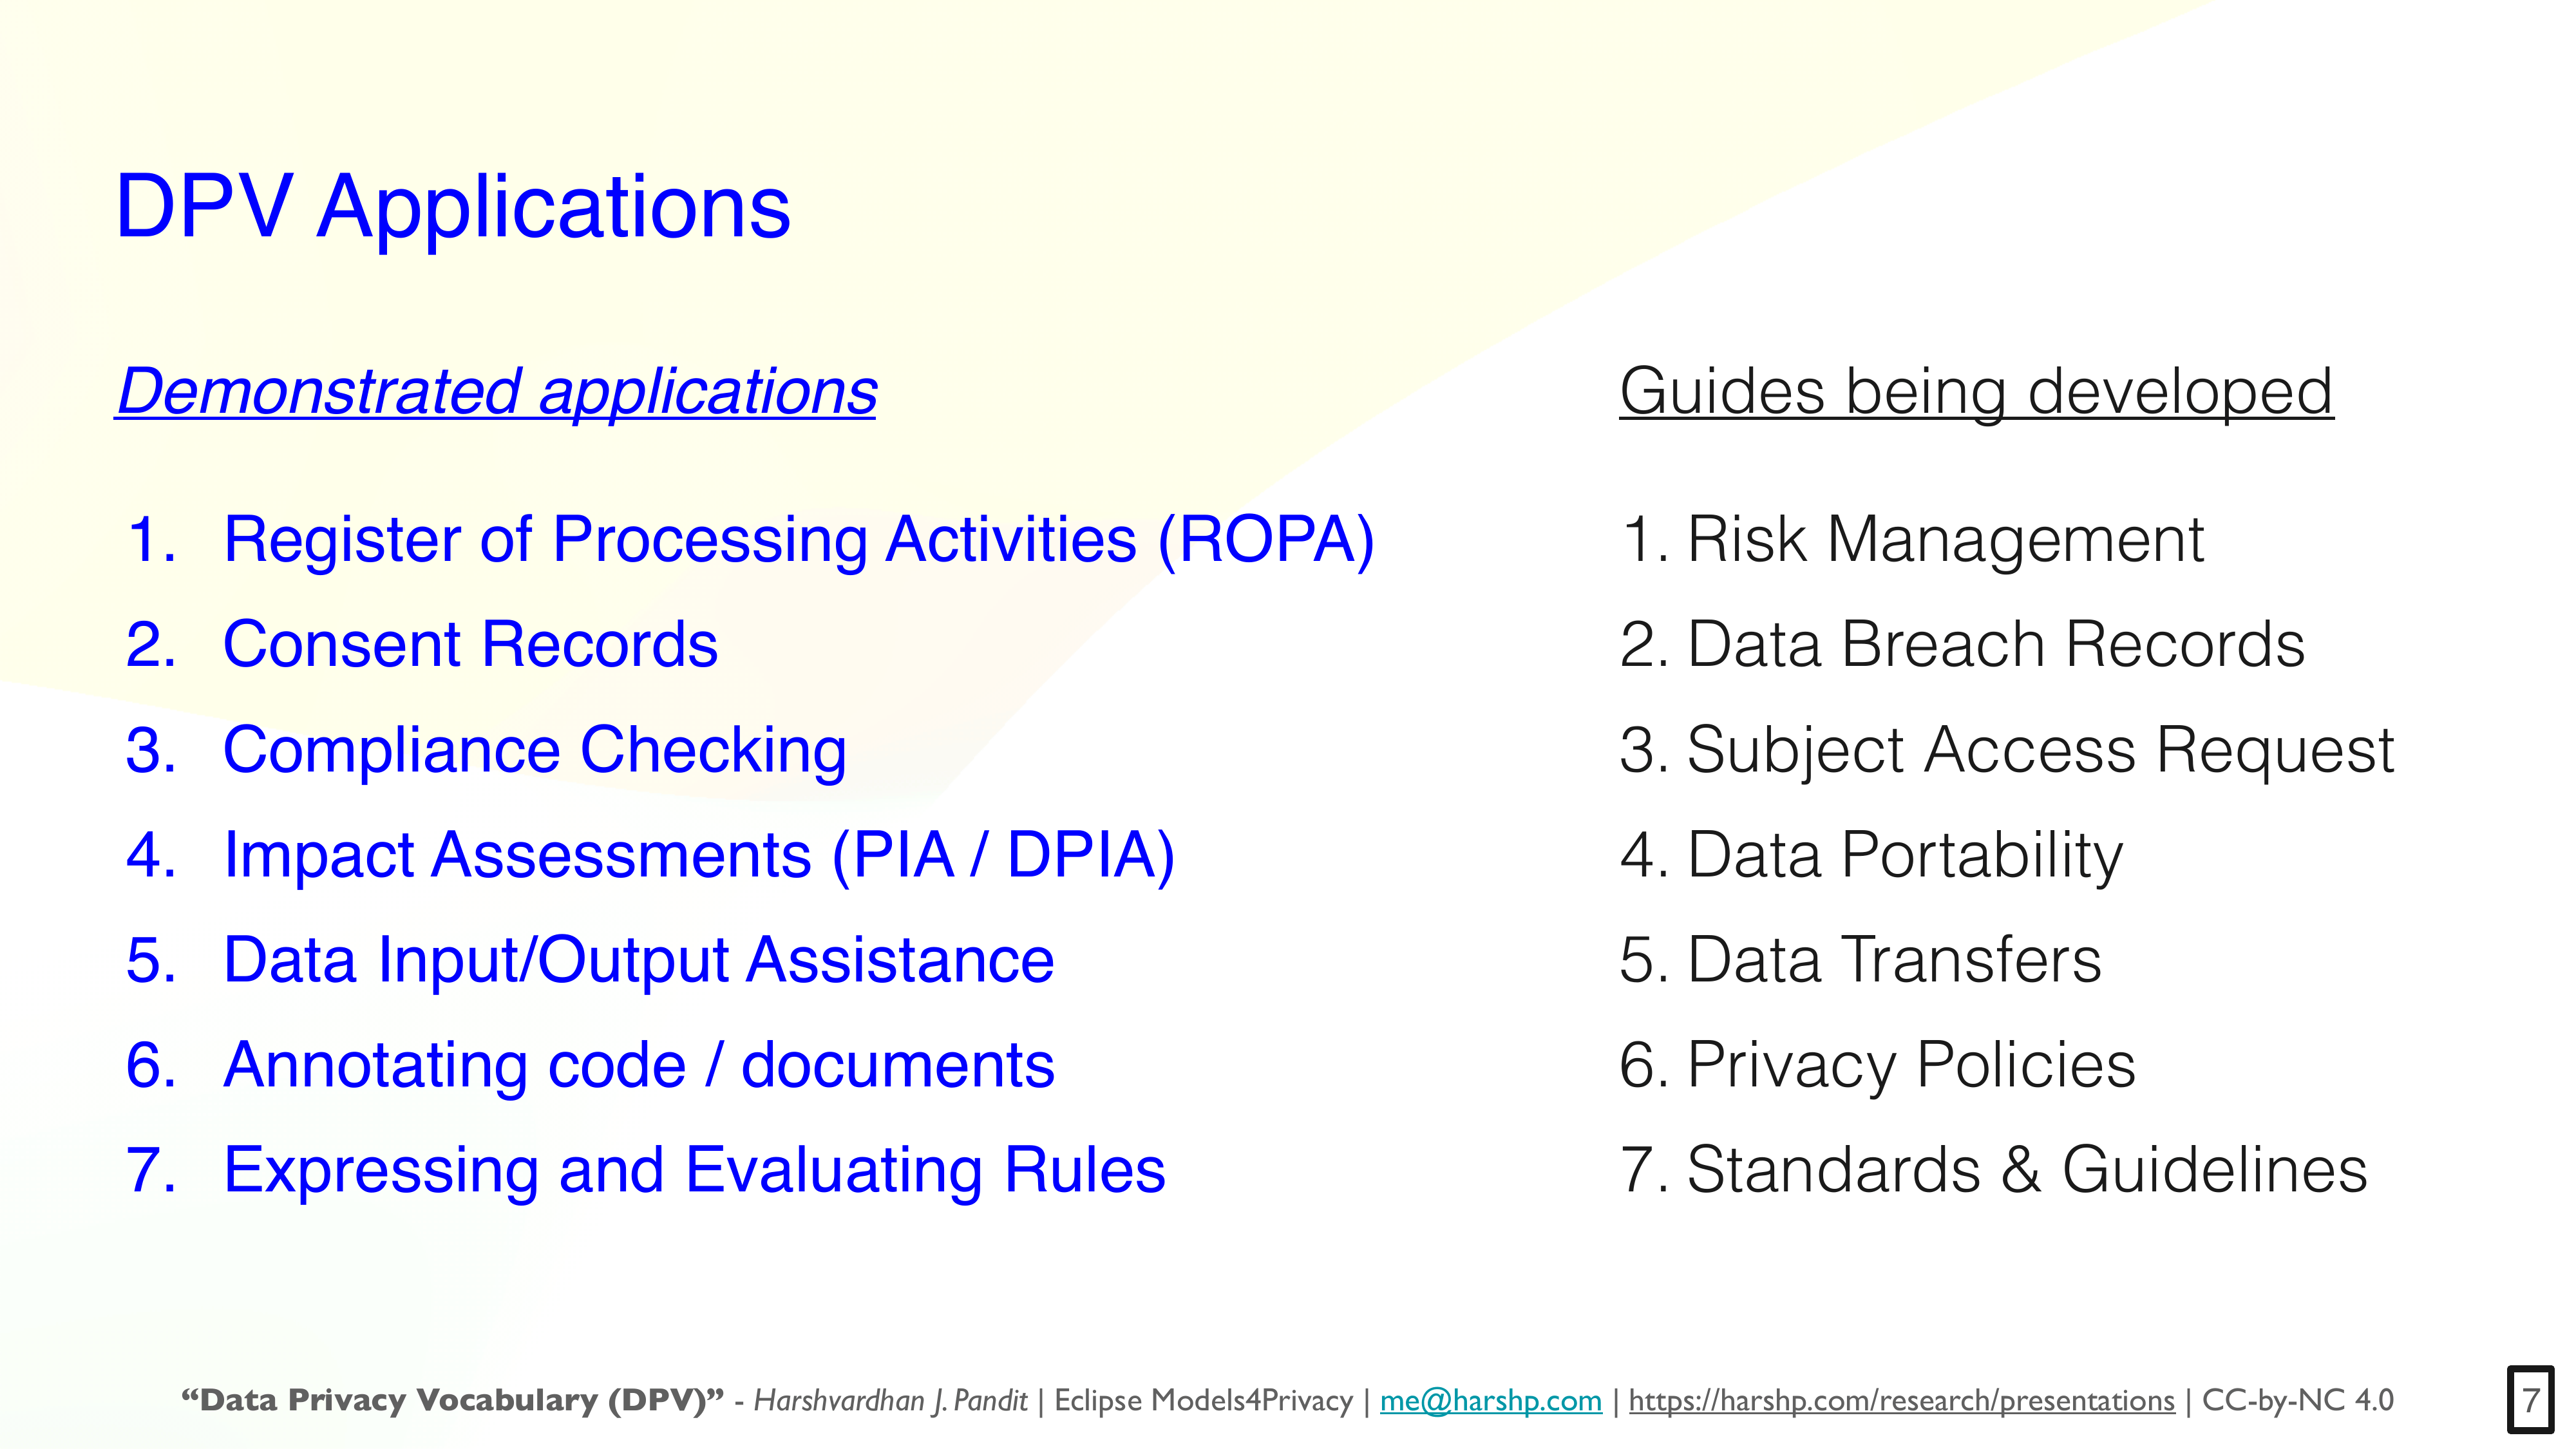 DPV Applications
Demonstrated applications
1. Register of Processing Activities (ROPA)
2. Consent Records
3. Compliance Checking
4. Impact Assessments (PIA / DPIA)
5. Data Input/Output Assistance
6. Annotating code / documents
7. Expressing and Evaluating Rules
Guides being developed
1. Risk Management
2. Data Breach Records
3. Subject Access Request
4. Data Portability
5. Data Transfers
6. Privacy Policies
7. Standards & Guidelines
“Data Privacy Vocabulary (DPV)” - Harshvardhan J. Pandit | Eclipse Models4Privacy | me@harshp.com | https://harshp.com/research/presentations | CC-by-NC 4.0
7